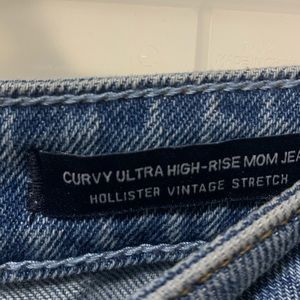 CURVY ULTRA HIGH-RISE MOM JEA
HOLLISTER VINTAGE STRETCH